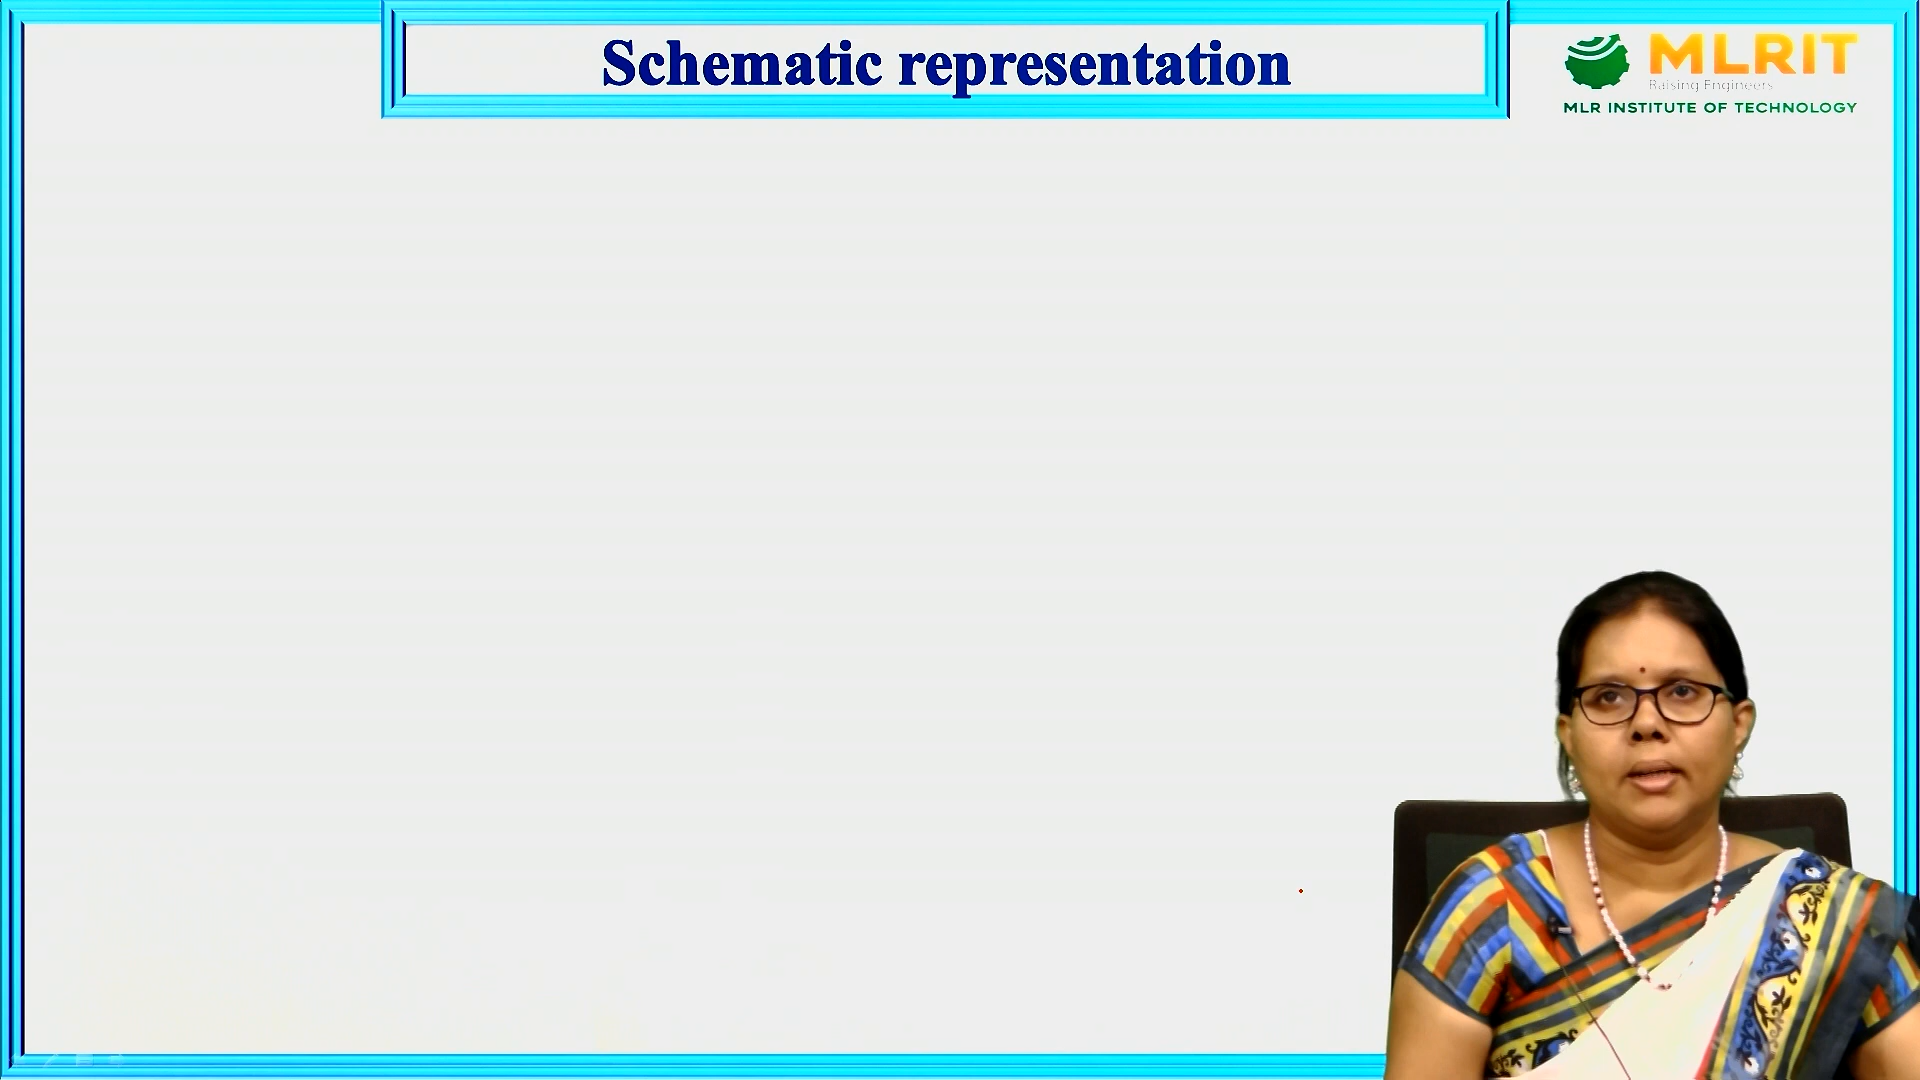 Schematic representation
MLRIT
Raising Engineers
MLR INSTITUTE OF TECHNOLOGY